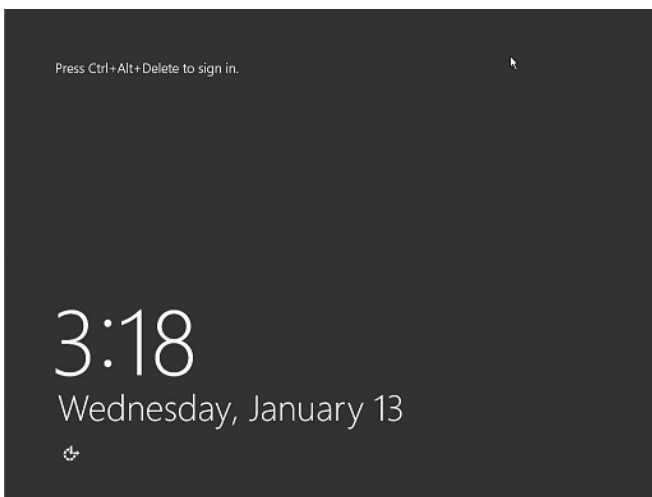 Press Ctrl+Alt+Delete to sign in.
3:18
Wednesday, January 13